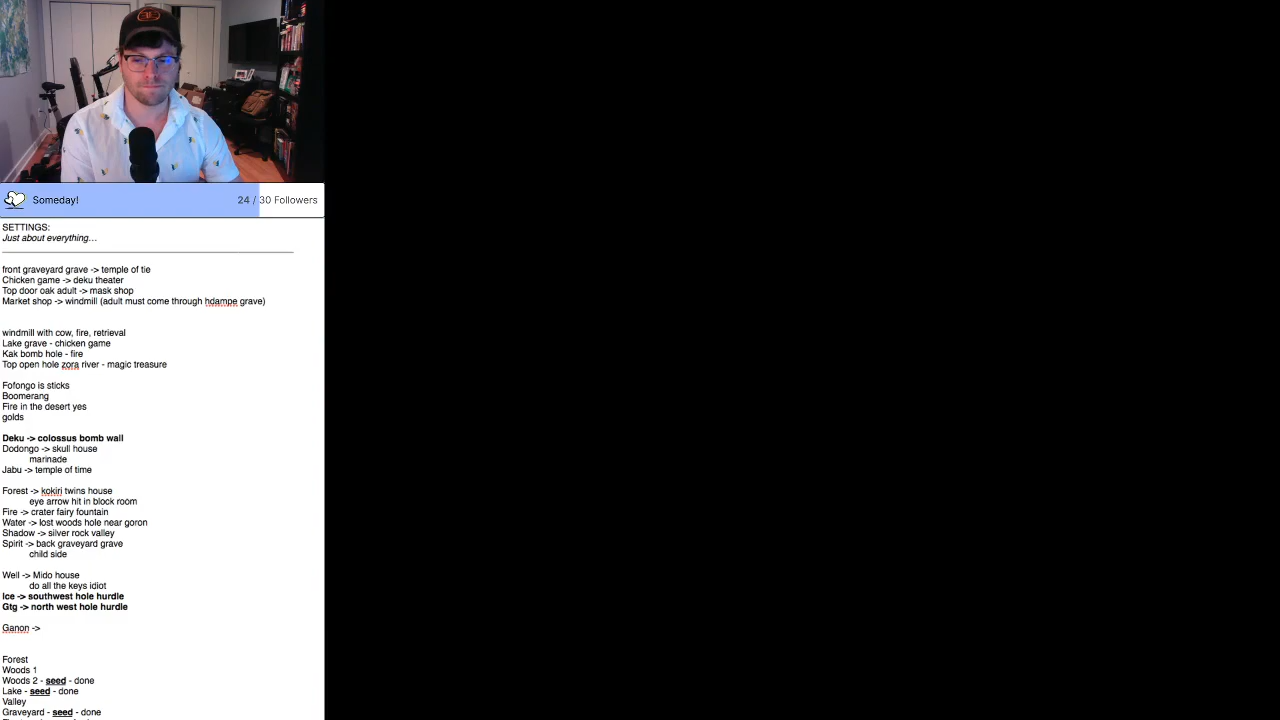 Someday!
24 / 30 Followers
SETTINGS:
Just about everything...
front graveyard grave -> temple of tie
Chicken game -> deku theater
Top door oak adult -> mask shop
Market shop -> windmill (adult must come through hdampe grave)
windmill with cow, fire, retrieval
Lake grave - chicken game
Kak bomb hole - fire
Top open hole zora river - magic treasure
Fofongo is sticks
Boomerang
Fire in the desert yes
golds
Deku -> colossus bomb wall
Dodongo -> skull house
marinade
Jabu -> temple of time
Forest -> kokiri twins house
eye arrow hit in block room
Fire -> crater fairy fountain
Water -> lost woods hole near goron
Shadow -> silver rock valley
Spirit -> back graveyard grave
child side
Well -> Mido house
do all the keys idiot
Ice -> southwest hole hurdle
Gtg -> north west hole hurdle
Ganon ->
Forest
Woods 1
Woods 2 - seed - done
Lake - seed - done
Valley
Graveyard - seed - done